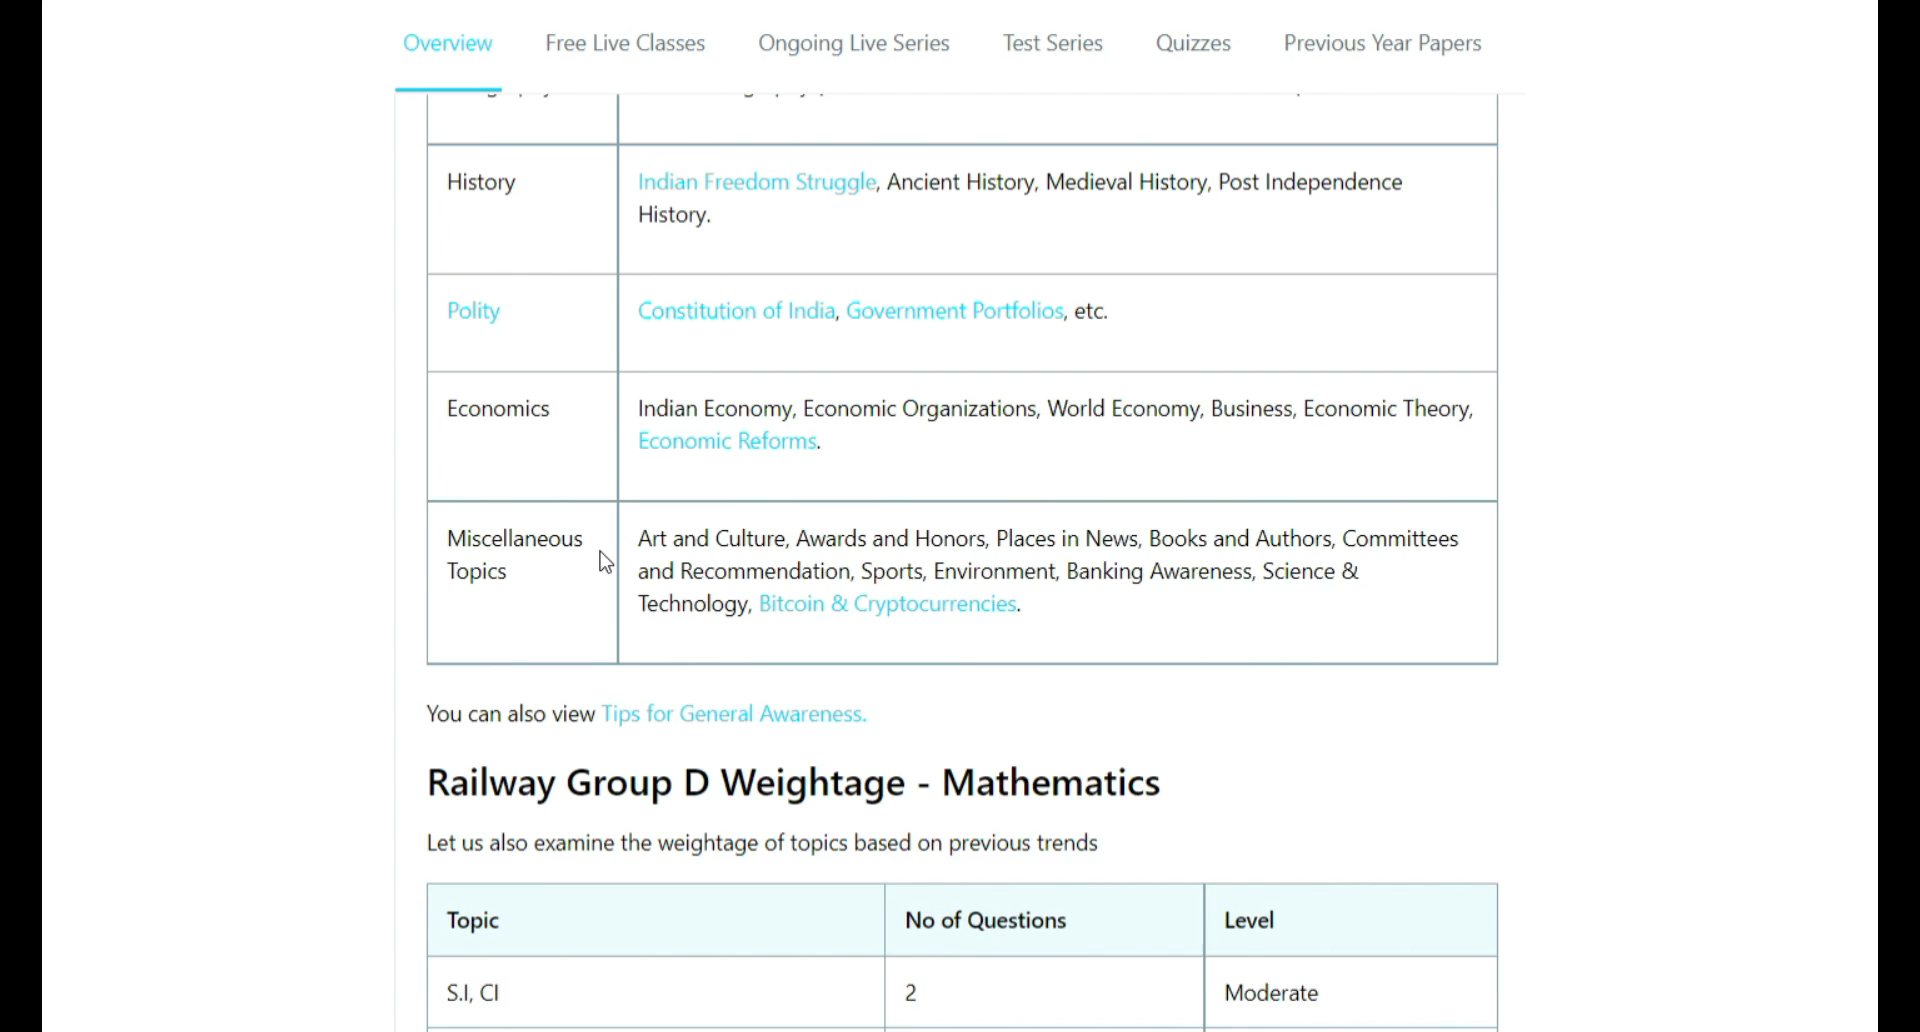 Overview Free Live Classes Ongoing Live Series Test Series Quizzes Previous Year Papers
History
Indian Freedom Struggle, Ancient History, Medieval History, Post Independence
History.
Polity
Constitution of India, Government Portfolios, etc.
Economics
Indian Economy, Economic Organizations, World Economy, Business, Economic Theory,
Economic Reforms.
Miscellaneous
Topics
Art and Culture, Awards and Honors, Places in News, Books and Authors, Committees
and Recommendation, Sports, Environment, Banking Awareness, Science &
Technology, Bitcoin & Cryptocurrencies.
You can also view Tips for General Awareness.
Railway Group D Weightage - Mathematics
Let us also examine the weightage of topics based on previous trends
Topic No of Questions Level
S.I, CI 2 Moderate